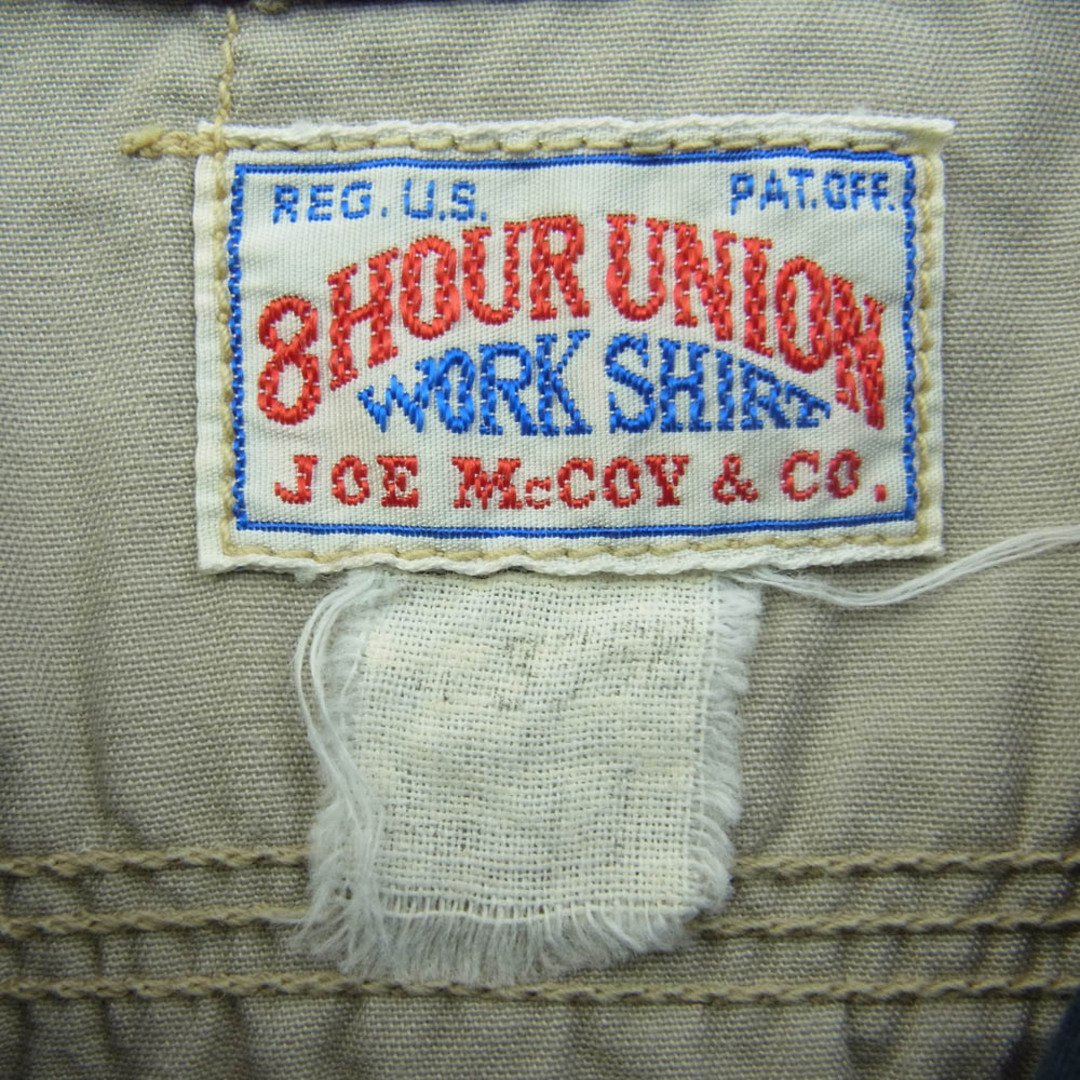 REG. U.S. PAT. OFF.
8 HOUR UNION
WORK SHIRT
JOE McCOY & CO.